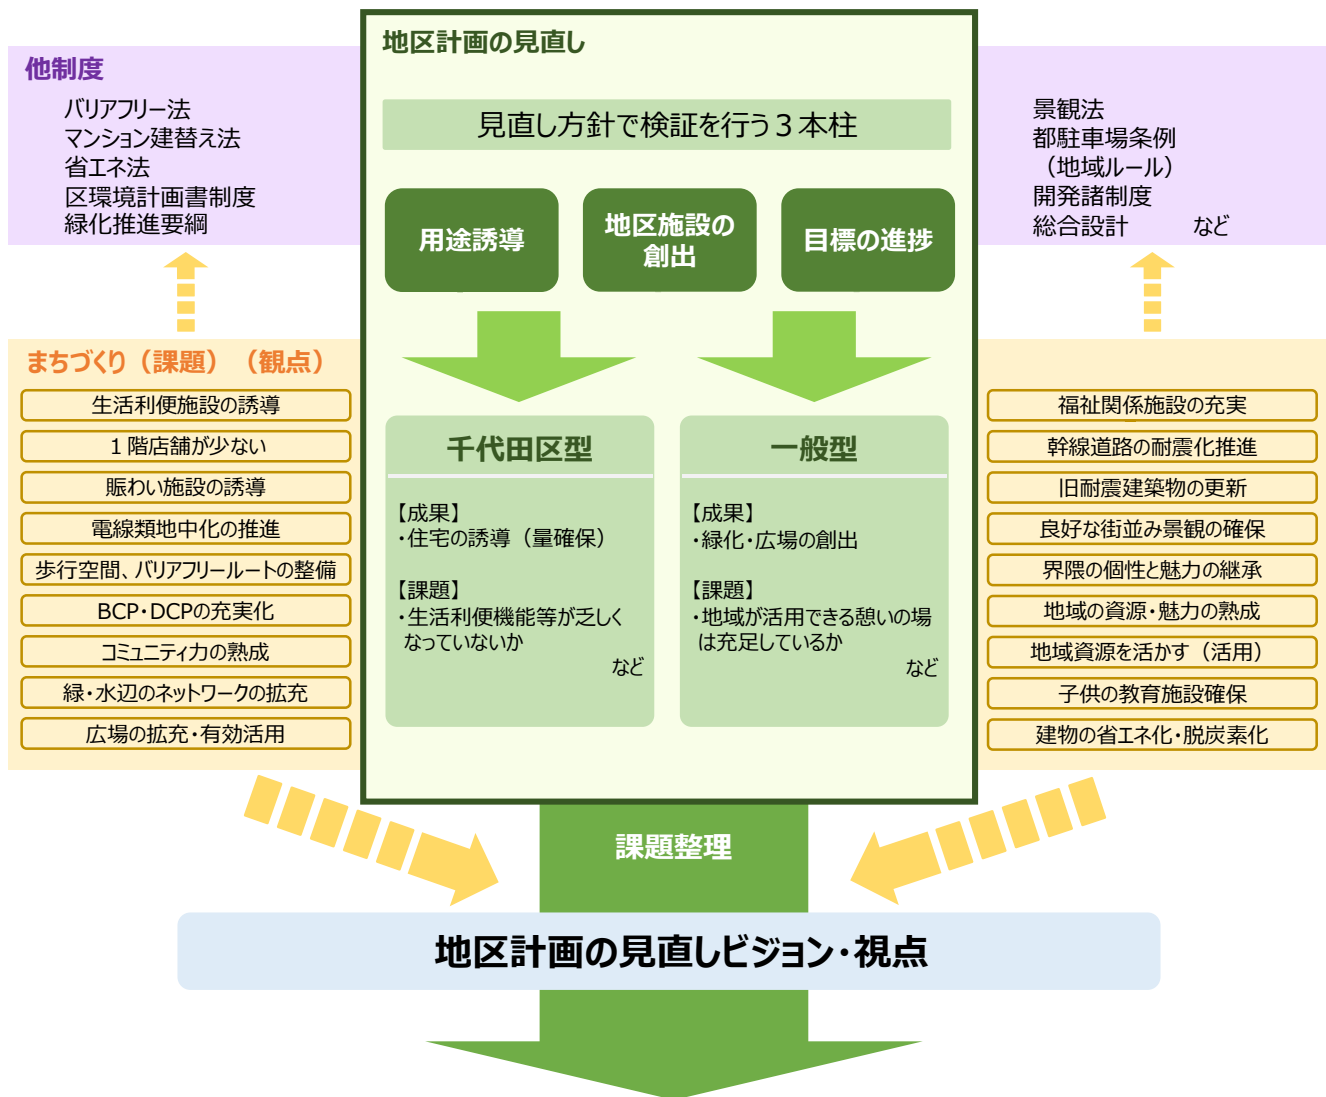 地区計画の見直し
見直し方針で検証を行う３本柱
用途誘導
地区施設の
創出
目標の進捗
千代田区型
【成果】
・住宅の誘導（量確保）
【課題】
・生活利便機能等が乏しく
なっていないか
など
一般型
【成果】
・緑化・広場の創出
【課題】
・地域が活用できる憩いの場
は充足しているか
など
他制度
バリアフリー法
マンション建替え法
省エネ法
区環境計画書制度
緑化推進要綱
景観法
都駐車場条例
（地域ルール）
開発諸制度
総合設計　　など
まちづくり（課題）（観点）
生活利便施設の誘導
１階店舗が少ない
賑わい施設の誘導
電線類地中化の推進
歩行空間、バリアフリールートの整備
BCP・DCPの充実化
コミュニティ力の熟成
緑・水辺のネットワークの拡充
広場の拡充・有効活用
福祉関係施設の充実
幹線道路の耐震化推進
旧耐震建築物の更新
良好な街並み景観の確保
界隈の個性と魅力の継承
地域の資源・魅力の熟成
地域資源を活かす（活用）
子供の教育施設確保
建物の省エネ化・脱炭素化
課題整理
地区計画の見直しビジョン・視点